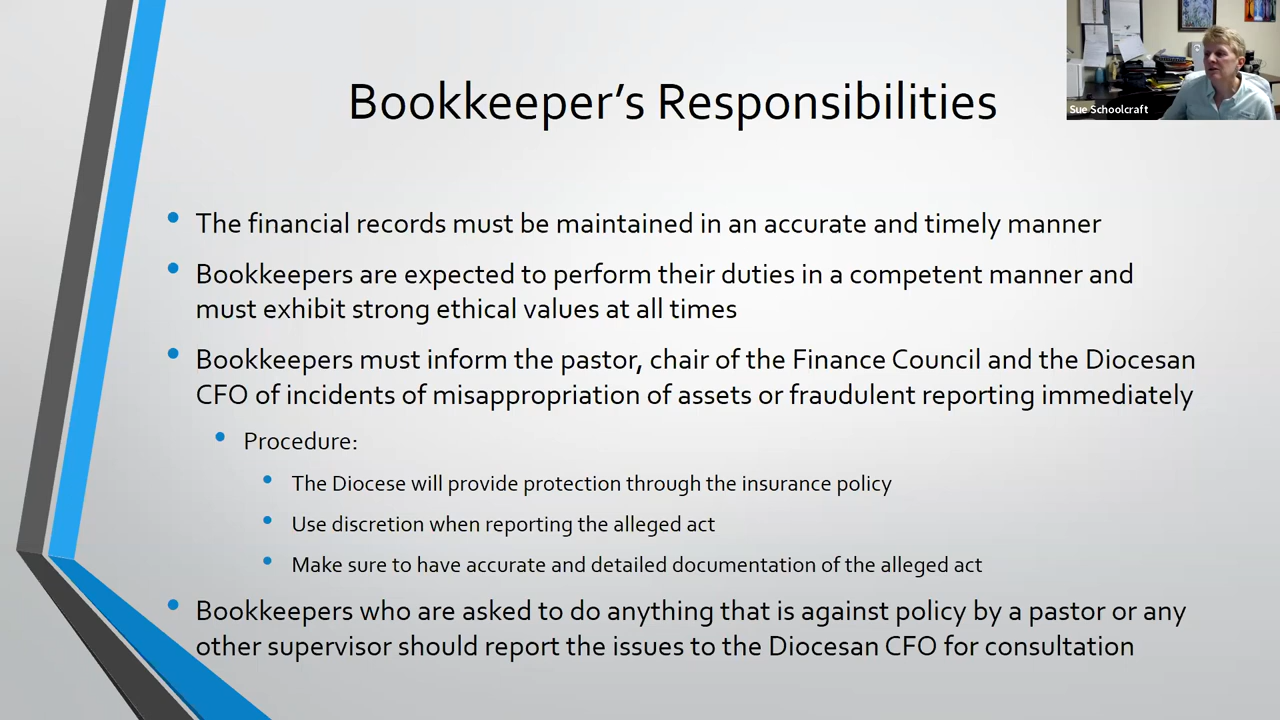 Bookkeeper's Responsibilities
Sue Schoolcraft
• The financial records must be maintained in an accurate and timely manner
• Bookkeepers are expected to perform their duties in a competent manner and
must exhibit strong ethical values at all times
• Bookkeepers must inform the pastor, chair of the Finance Council and the Diocesan
CFO of incidents of misappropriation of assets or fraudulent reporting immediately
• Procedure:
• The Diocese will provide protection through the insurance policy
• Use discretion when reporting the alleged act
• Make sure to have accurate and detailed documentation of the alleged act
• Bookkeepers who are asked to do anything that is against policy by a pastor or any
other supervisor should report the issues to the Diocesan CFO for consultation